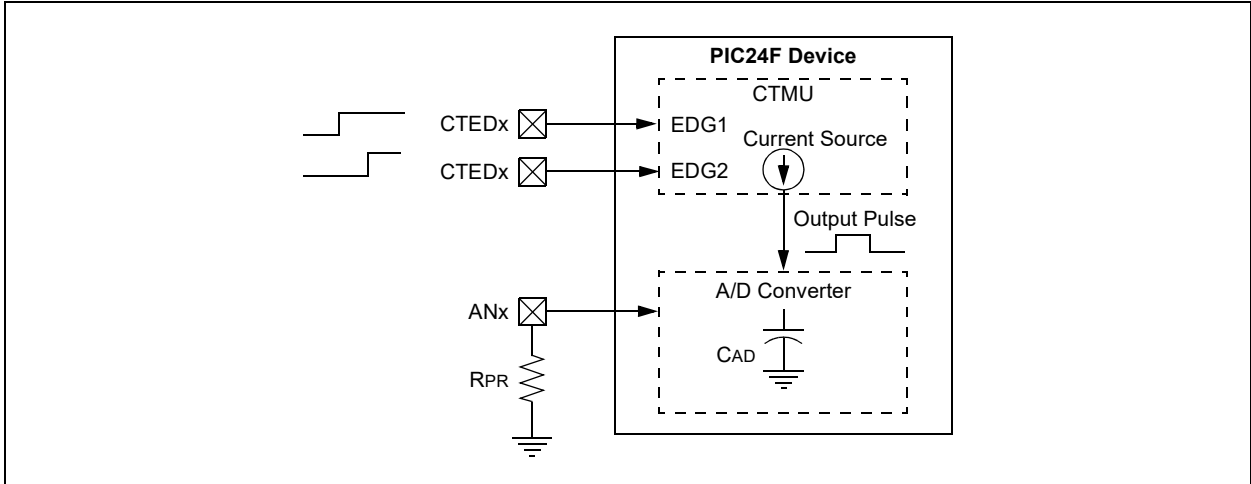 PIC24F Device
CTMU
CTEDx
EDG1
Current Source
CTEDx
EDG2
Output Pulse
A/D Converter
ANx
CAD
RPR